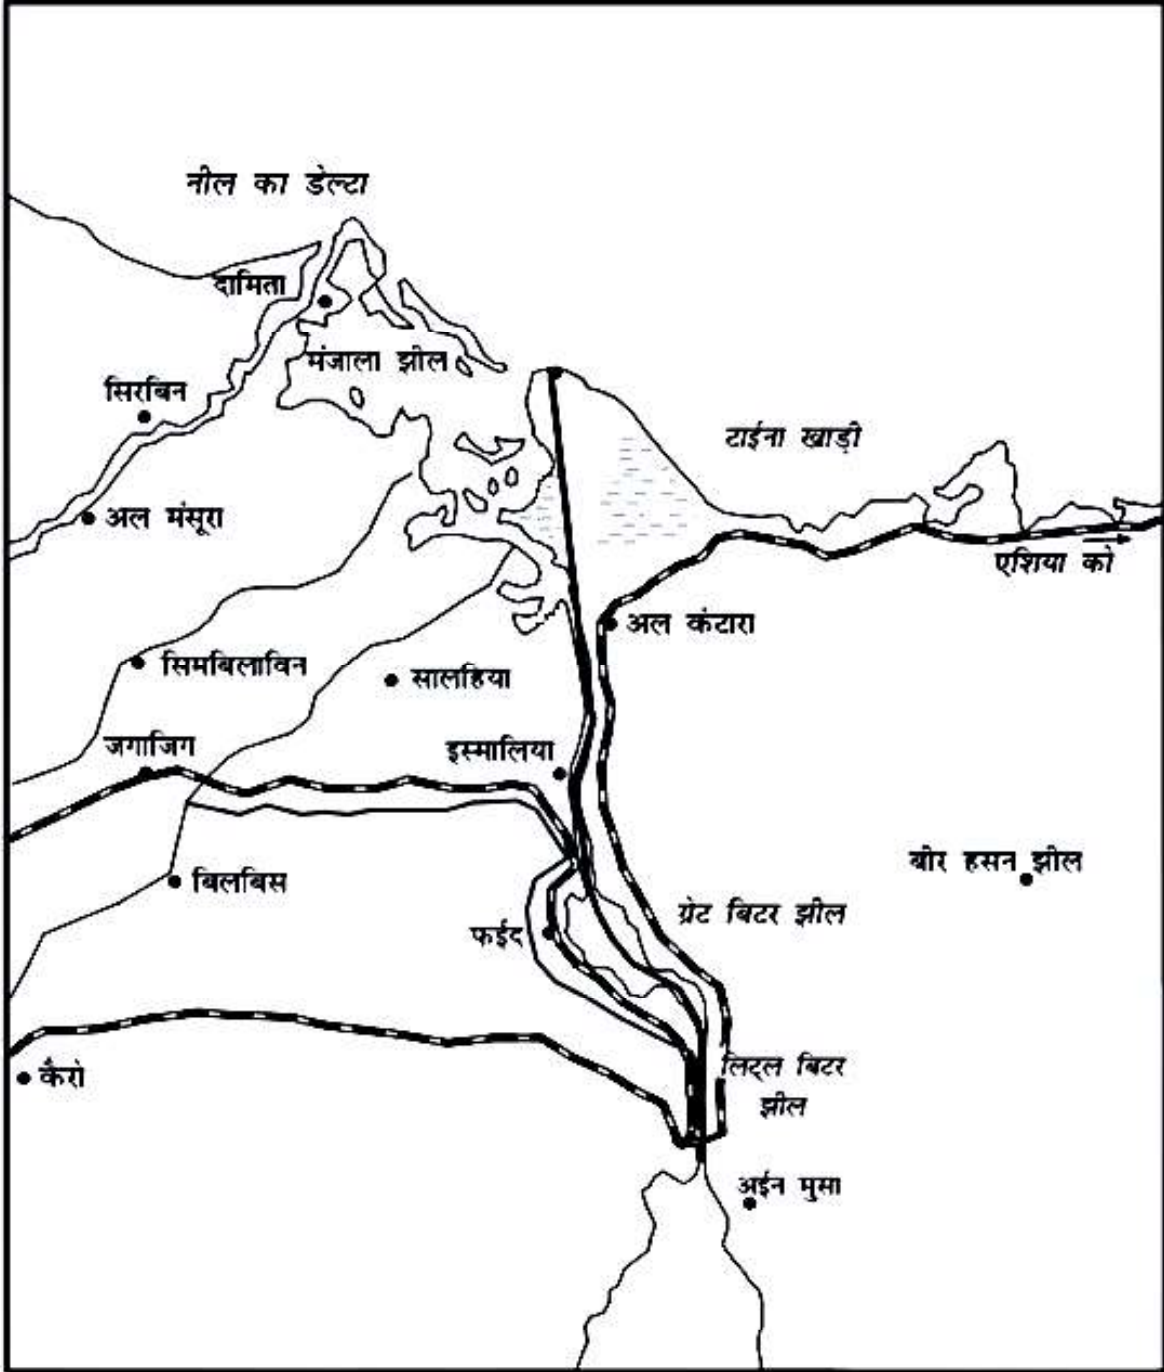 नील का डेल्टा
दामिता
मंजाला झील
सिरबिन
टाईना खाड़ी
अल मंसूरा
एशिया को
अल कंटारा
सिमबिलाविन
सालहिया
जगाजिग
इस्मालिया
बीर हसन झील
बिलबिस
ग्रेट बिटर झील
फईद
लिट्ल बिटर
झील
कैरो
अईन मुसा